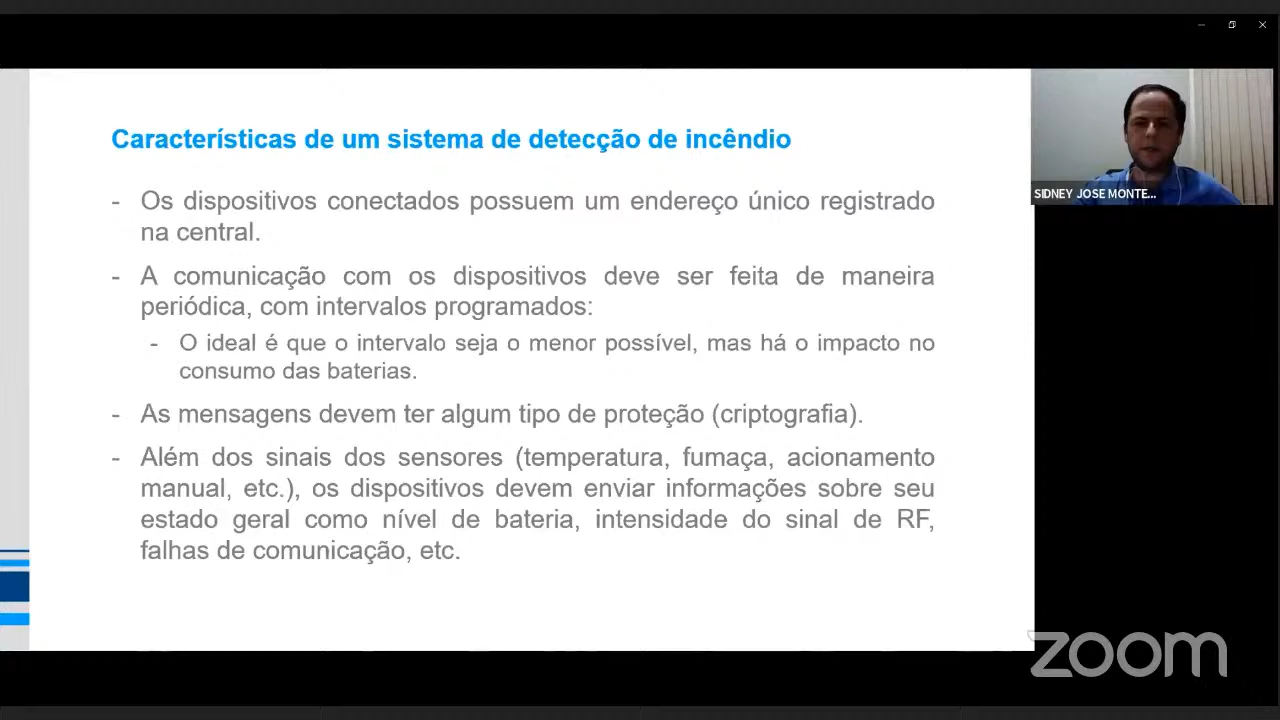 Características de um sistema de detecção de incêndio
- Os dispositivos conectados possuem um endereço único registrado
na central.
- A comunicação com os dispositivos deve ser feita de maneira
periódica, com intervalos programados:
- O ideal é que o intervalo seja o menor possível, mas há o impacto no
consumo das baterias.
- As mensagens devem ter algum tipo de proteção (criptografia).
- Além dos sinais dos sensores (temperatura, fumaça, acionamento
manual, etc.), os dispositivos devem enviar informações sobre seu
estado geral como nível de bateria, intensidade do sinal de RF,
falhas de comunicação, etc.
SIDNEY JOSE MONTE...
zoom